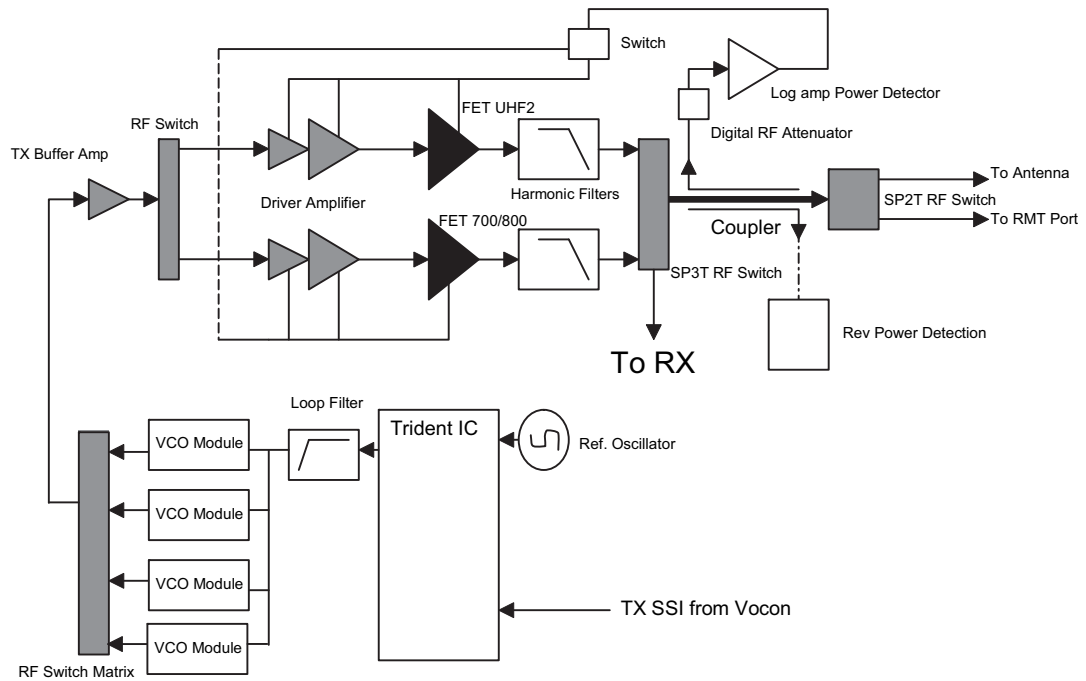 Switch
Log amp Power Detector
FET UHF2
RF Switch
Digital RF Attenuator
TX Buffer Amp
To Antenna
Harmonic Filters
SP2T RF Switch
Driver Amplifier
FET 700/800
To RMT Port
Coupler
SP3T RF Switch
Rev Power Detection
To RX
Loop Filter
Trident IC
VCO Module
Ref. Oscillator
VCO Module
VCO Module
TX SSI from Vocon
VCO Module
RF Switch Matrix